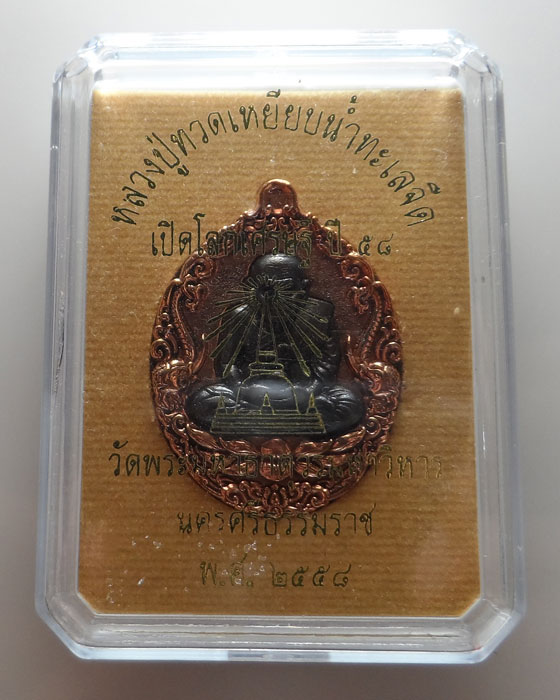 หลวงปู่ทวดเหยียบน้ำทะเลจืด
เปิดโลกเศรษฐี ปี ๕๘
วัดพระมหาธาตุวรมหาวิหาร
นครศรีธรรมราช
พ.ศ. ๒๕๕๘